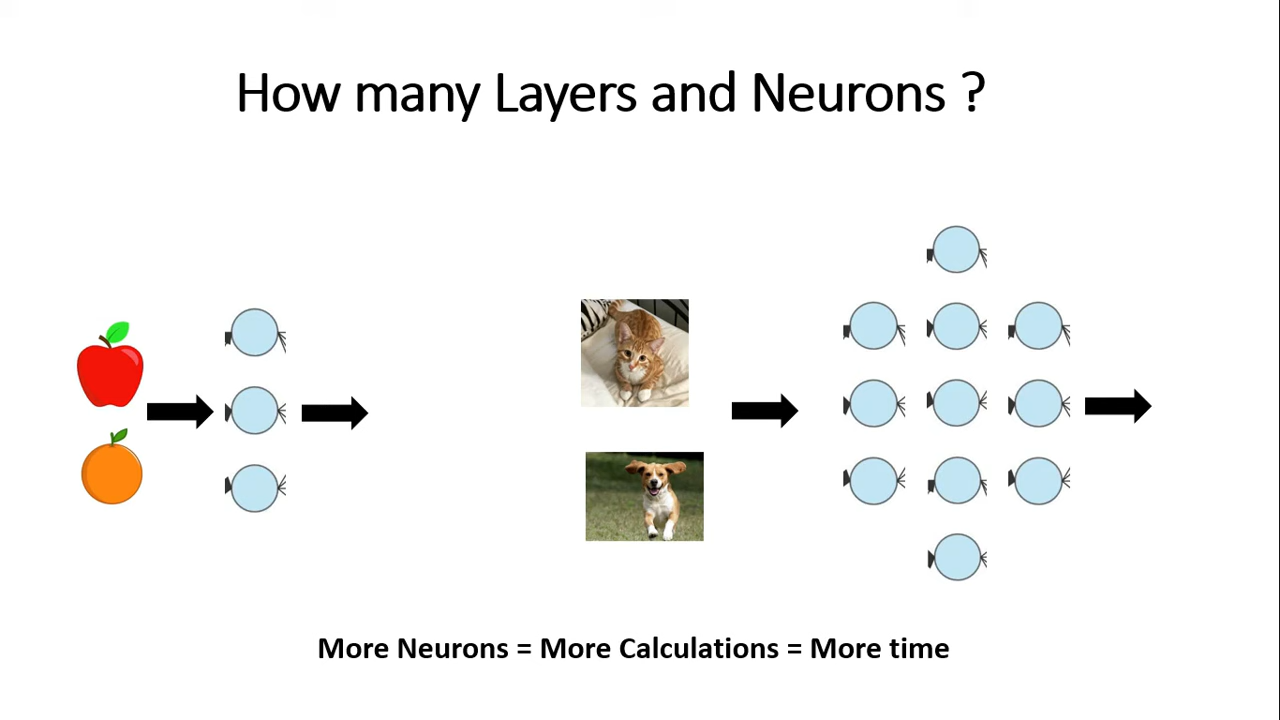 How many Layers and Neurons ?
More Neurons = More Calculations = More time